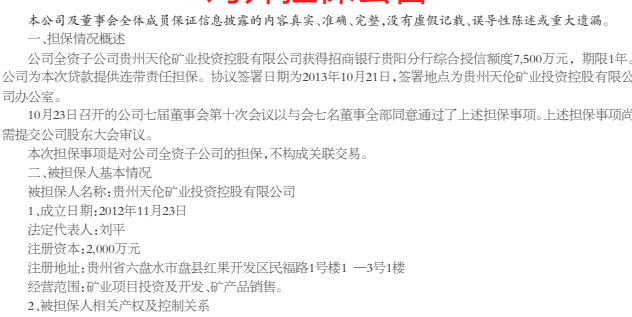 本公司及董事会全体成员保证信息披露的内容真实、准确、完整,没有虚假记载、误导性陈述或重大遗漏。
一、担保情况概述
公司全资子公司贵州天伦矿业投资控股有限公司获得招商银行贵阳分行综合授信额度7,500万元，期限1年。
公司为本次贷款提供连带责任担保。协议签署日期为2013年10月21日,签署地点为贵州天伦矿业投资控股有限公
司办公室。
10月23日召开的公司七届董事会第十次会议以与会七名董事全部同意通过了上述担保事项。上述担保事项尚
需提交公司股东大会审议。
本次担保事项是对公司全资子公司的担保,不构成关联交易。
二、被担保人基本情况
被担保人名称:贵州天伦矿业投资控股有限公司
1、成立日期:2012年11月23日
法定代表人:刘平
注册资本:2,000万元
注册地址:贵州省六盘水市盘县红果开发区民福路1号楼1 —3号1楼
经营范围:矿业项目投资及开发、矿产品销售。
2、被担保人相关产权及控制关系